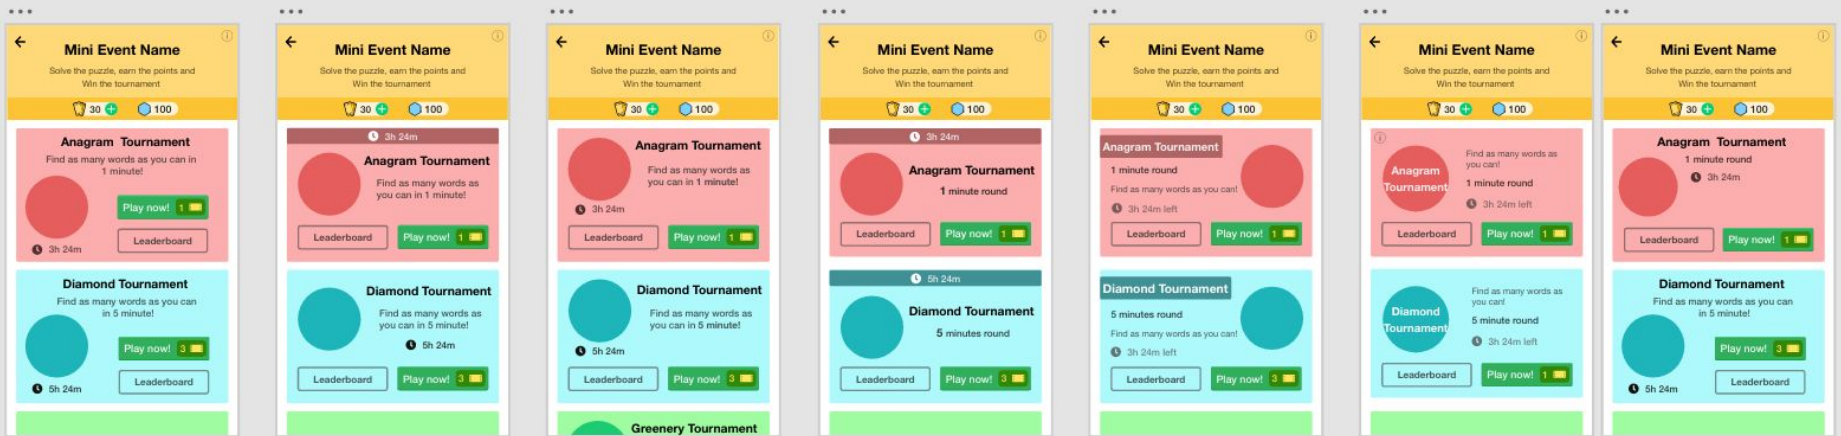 Mini Event Name
Solve the puzzle, earn the points and
Win the tournament
30
100
Anagram Tournament
Find as many words as you can in
1 minute!
Play now! 1
3h 24m
Leaderboard
Diamond Tournament
Find as many words as you can
in 5 minute!
Play now! 3
5h 24m
Leaderboard
Mini Event Name
Solve the puzzle, earn the points and
Win the tournament
30
100
3h 24m
Anagram Tournament
Find as many words as
you can in 1 minute!
Leaderboard
Play now! 1
Diamond Tournament
Find as many words as
you can in 5 minute!
5h 24m
Leaderboard
Play now! 3
Mini Event Name
Solve the puzzle, earn the points and
Win the tournament
30
100
Anagram Tournament
Find as many words as
you can in 1 minute!
3h 24m
Leaderboard
Play now! 1
Diamond Tournament
Find as many words as
you can in 5 minute!
5h 24m
Leaderboard
Play now! 3
Greenery Tournament
Mini Event Name
Solve the puzzle, earn the points and
Win the tournament
30
100
3h 24m
Anagram Tournament
1 minute round
Leaderboard
Play now! 1
5h 24m
Diamond Tournament
5 minutes round
Leaderboard
Play now! 3
Mini Event Name
Solve the puzzle, earn the points and
Win the tournament
30
100
Anagram Tournament
1 minute round
Find as many words as you can!
3h 24m left
Leaderboard
Play now! 1
Diamond Tournament
5 minutes round
Find as many words as you can!
3h 24m left
Leaderboard
Play now! 3
Mini Event Name
Solve the puzzle, earn the points and
Win the tournament
30
100
Anagram
Tournament
Find as many words as
you can!
1 minute round
3h 24m left
Leaderboard
Play now! 1
Diamond
Tournament
Find as many words as
you can!
5 minute round
3h 24m left
Leaderboard
Play now! 1
Mini Event Name
Solve the puzzle, earn the points and
Win the tournament
30
100
Anagram Tournament
1 minute round
3h 24m
Leaderboard
Play now! 1
Diamond Tournament
Find as many words as you can
in 5 minute!
Play now! 3
5h 24m
Leaderboard